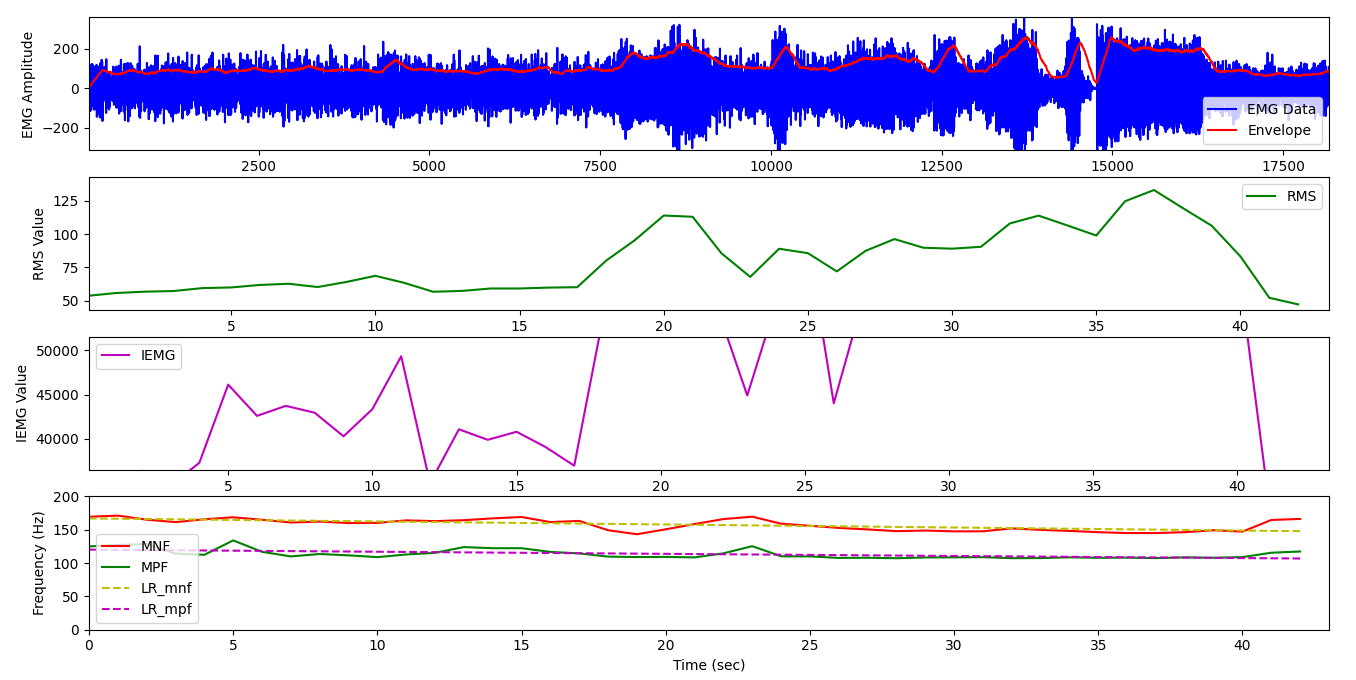 EMG Amplitude
200
0
−200
EMG Data
Envelope
2500 5000 7500 10000 12500 15000 17500
RMS Value
125
100
75
50
RMS
5 10 15 20 25 30 35 40
IEMG Value
50000
45000
40000
IEMG
5 10 15 20 25 30 35 40
Frequency (Hz)
200
150
100
50
0
MNF
MPF
LR_mnf
LR_mpf
0 5 10 15 20 25 30 35 40
Time (sec)